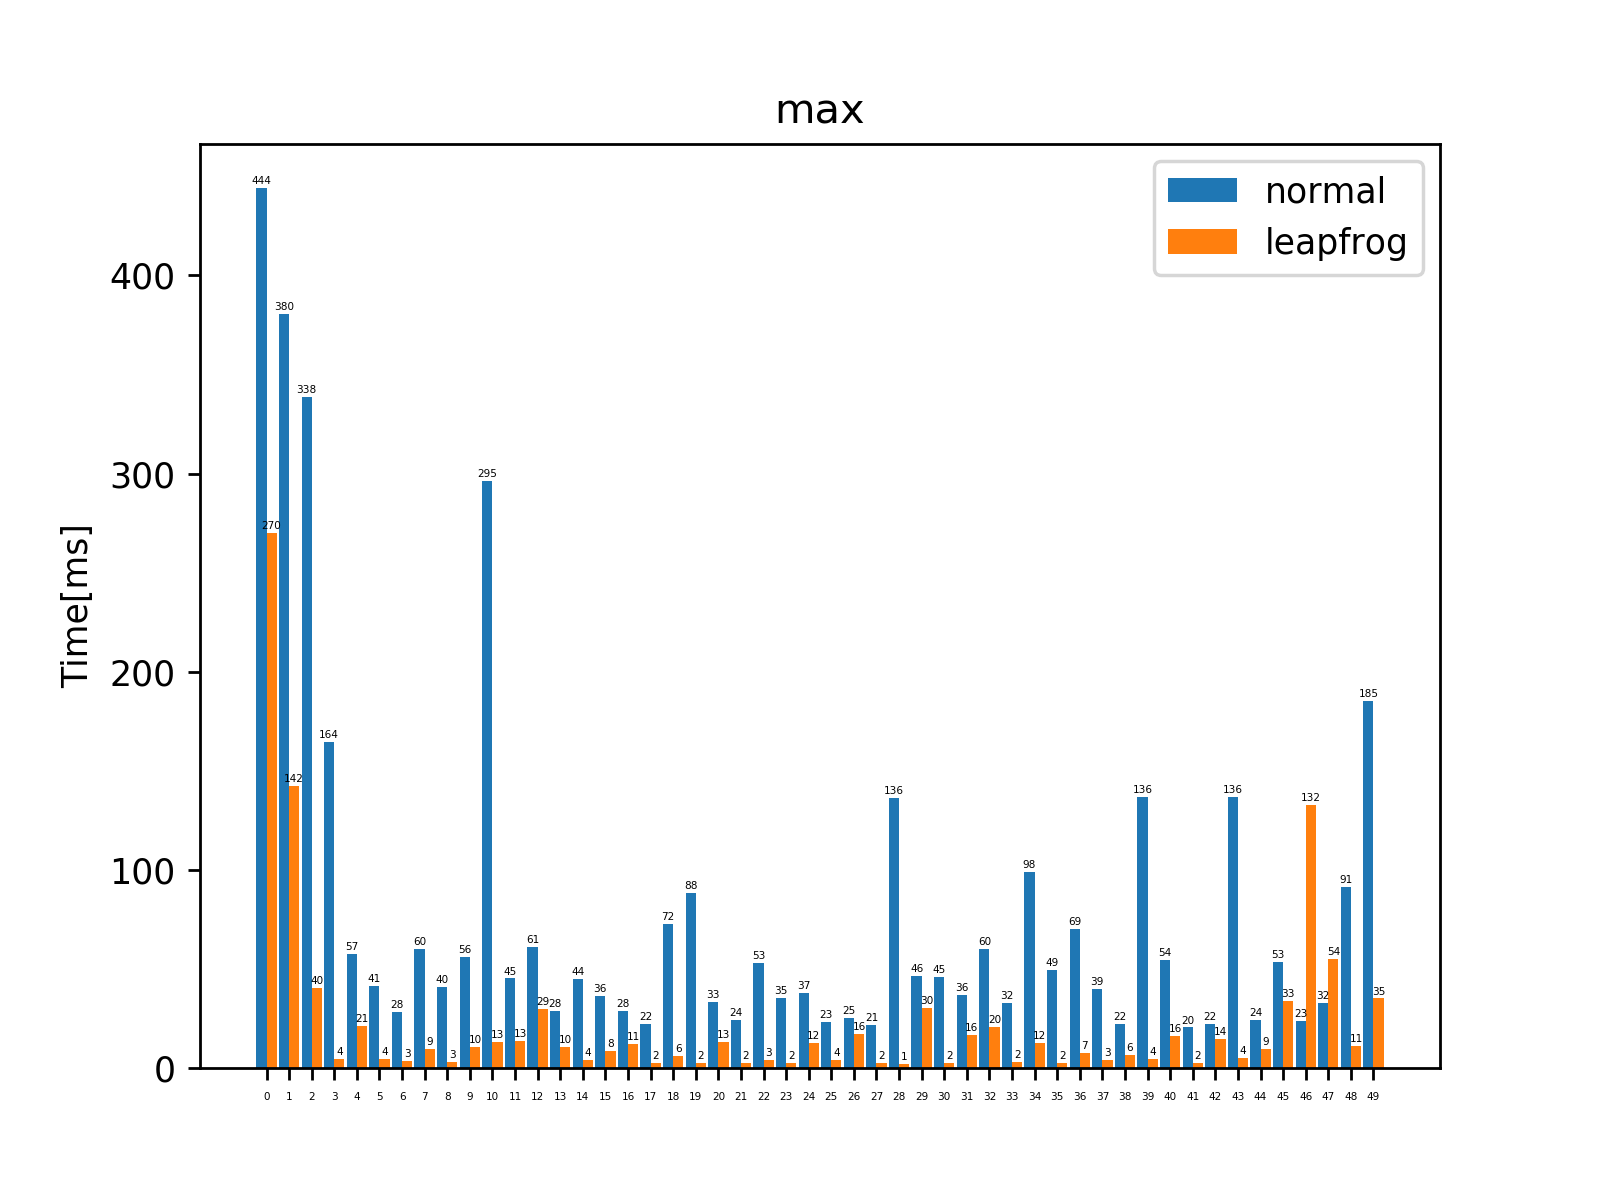 max
normal
leapfrog
Time[ms]
400
300
200
100
0
444 380 338 164 57 41 28 60 40 56 295 45 61 28 44 36 28 22 72 88 33 24 53 35 37 23 25 21 136 46 45 36 60 32 98 49 69 39 22 136 54 20 22 136 24 53 23 32 91 185
270 142 40 4 21 4 3 9 3 10 13 13 29 10 4 8 11 2 6 2 13 2 3 2 12 4 16 2 1 30 2 16 20 2 12 2 7 3 6 4 16 2 14 4 9 33 132 54 11 35
0 1 2 3 4 5 6 7 8 9 10 11 12 13 14 15 16 17 18 19 20 21 22 23 24 25 26 27 28 29 30 31 32 33 34 35 36 37 38 39 40 41 42 43 44 45 46 47 48 49